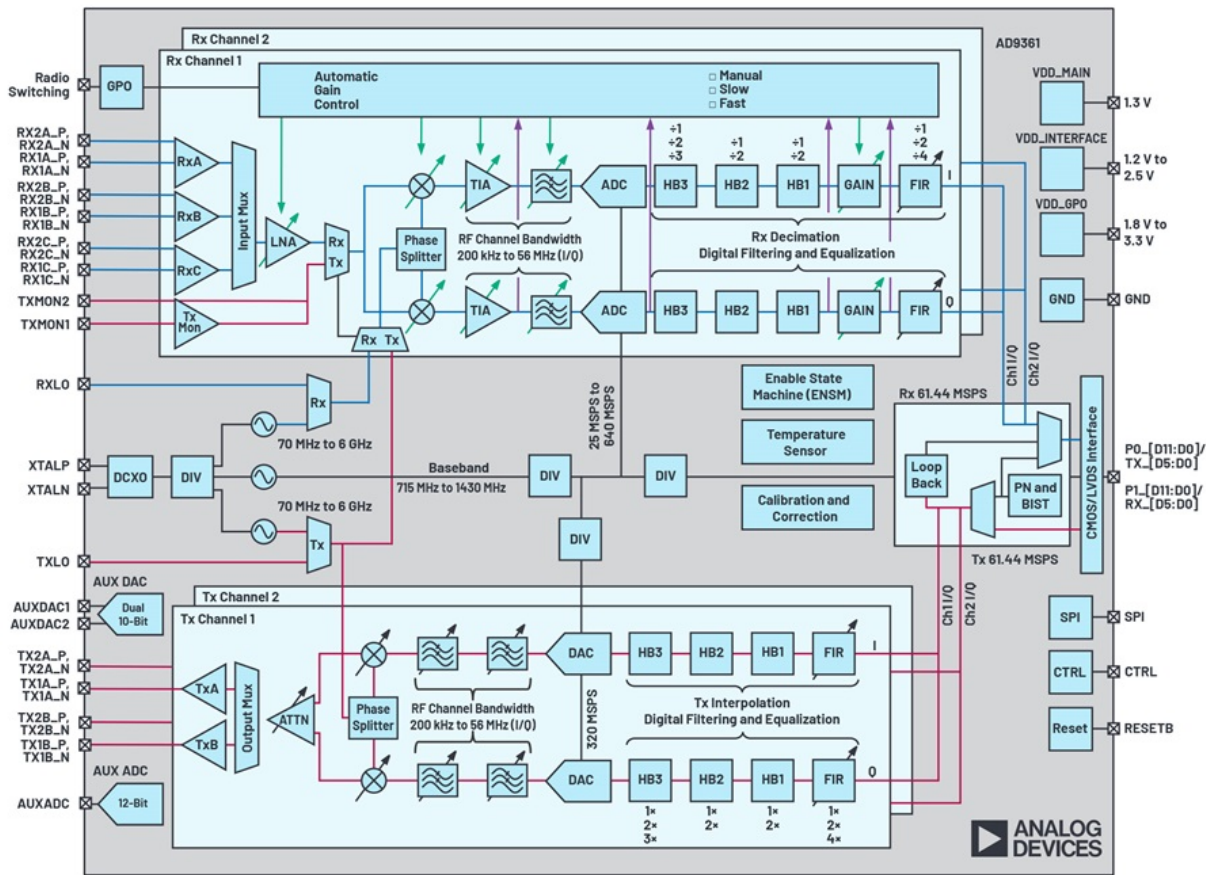 Rx Channel 2
AD9361
Rx Channel 1
Radio
Switching
GPO
Automatic
Gain
Control
□ Manual
□ Slow
□ Fast
VDD_MAIN
1.3 V
VDD_INTERFACE
1.2 V to
2.5 V
VDD_GPO
1.8 V to
3.3 V
GND
GND
RX2A_P,
RX2A_N
RX1A_P,
RX1A_N
RX2B_P,
RX2B_N
RX1B_P,
RX1B_N
RX2C_P,
RX2C_N
RX1C_P,
RX1C_N
TXMON2
TXMON1
RxA
RxB
RxC
Tx
Mon
Input Mux
LNA
Rx
Tx
Phase
Splitter
TIA
RF Channel Bandwidth
200 kHz to 56 MHz (I/Q)
TIA
ADC
ADC
÷1
÷2
÷3
÷1
÷2
÷1
÷2
÷1
÷2
÷4
HB3
HB2
HB1
GAIN
FIR
I
Rx Decimation
Digital Filtering and Equalization
HB3
HB2
HB1
GAIN
FIR
Q
Rx Tx
RXLO
Rx
70 MHz to 6 GHz
25 MSPS to
640 MSPS
Enable State
Machine (ENSM)
Temperature
Sensor
Calibration and
Correction
Ch1 I/Q
Ch2 I/Q
Rx 61.44 MSPS
Loop
Back
PN and
BIST
Tx 61.44 MSPS
CMOS/LVDS Interface
P0_[D11:D0]/
TX_[D5:D0]
P1_[D11:D0]/
RX_[D5:D0]
XTALP
XTALN
DCXO
DIV
Baseband
715 MHz to 1430 MHz
DIV
DIV
DIV
70 MHz to 6 GHz
Tx
TXLO
Ch1 I/Q
Ch2 I/Q
AUX DAC
AUXDAC1
AUXDAC2
Dual
10-Bit
Tx Channel 2
Tx Channel 1
TX2A_P,
TX2A_N
TX1A_P,
TX1A_N
TX2B_P,
TX2B_N
TX1B_P,
TX1B_N
TxA
TxB
Output Mux
ATTN
Phase
Splitter
RF Channel Bandwidth
200 kHz to 56 MHz (I/Q)
DAC
320 MSPS
DAC
HB3
HB2
HB1
FIR
I
Tx Interpolation
Digital Filtering and Equalization
HB3
HB2
HB1
FIR
Q
1×
2×
3×
1×
2×
1×
2×
1×
2×
4×
AUX ADC
AUXADC
12-Bit
SPI
SPI
CTRL
CTRL
Reset
RESETB
ANALOG
DEVICES